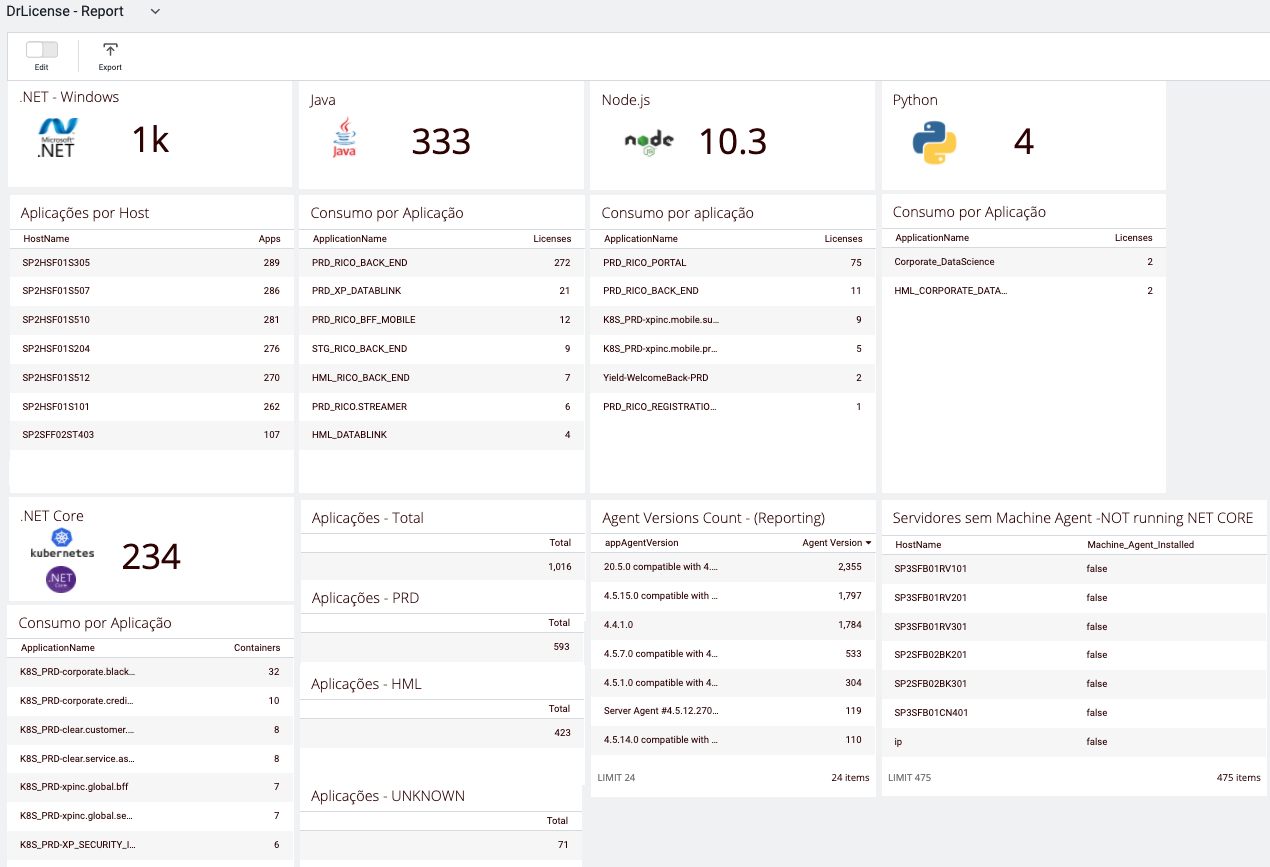 DrLicense - Report
Edit
Export
.NET - Windows
Microsoft
.NET
1k
Java
Java
333
Node.js
node
JS
10.3
Python
4
Aplicações por Host
HostName Apps
SP2HSF01S305 289
SP2HSF01S507 286
SP2HSF01S510 281
SP2HSF01S204 276
SP2HSF01S512 270
SP2HSF01S101 262
SP2SFF02ST403 107
Consumo por Aplicação
ApplicationName Licenses
PRD_RICO_BACK_END 272
PRD_XP_DATABLINK 21
PRD_RICO_BFF_MOBILE 12
STG_RICO_BACK_END 9
HML_RICO_BACK_END 7
PRD_RICO.STREAMER 6
HML_DATABLINK 4
Consumo por aplicação
ApplicationName Licenses
PRD_RICO_PORTAL 75
PRD_RICO_BACK_END 11
K8S_PRD-xpinc.mobile.su... 9
K8S_PRD-xpinc.mobile.pr... 5
Yield-WelcomeBack-PRD 2
PRD_RICO_REGISTRATIO... 1
Consumo por Aplicação
ApplicationName Licenses
Corporate_DataScience 2
HML_CORPORATE_DATA... 2
.NET Core
kubernetes
.NET
Core
234
Consumo por Aplicação
ApplicationName Containers
K8S_PRD-corporate.black... 32
K8S_PRD-corporate.credi... 10
K8S_PRD-clear.customer.... 8
K8S_PRD-clear.service.as... 8
K8S_PRD-xpinc.global.bff 7
K8S_PRD-xpinc.global.se... 7
K8S_PRD-XP_SECURITY_I... 6
Aplicações - Total
Total
1,016
Aplicações - PRD
Total
593
Aplicações - HML
Total
423
Aplicações - UNKNOWN
Total
71
Agent Versions Count - (Reporting)
appAgentVersion Agent Version
20.5.0 compatible with 4.... 2,355
4.5.15.0 compatible with ... 1,797
4.4.1.0 1,784
4.5.7.0 compatible with 4... 533
4.5.1.0 compatible with 4... 304
Server Agent #4.5.12.270... 119
4.5.14.0 compatible with ... 110
LIMIT 24 24 items
Servidores sem Machine Agent -NOT running NET CORE
HostName Machine_Agent_Installed
SP3SFB01RV101 false
SP3SFB01RV201 false
SP3SFB01RV301 false
SP2SFB02BK201 false
SP2SFB02BK301 false
SP3SFB01CN401 false
ip false
LIMIT 475 475 items